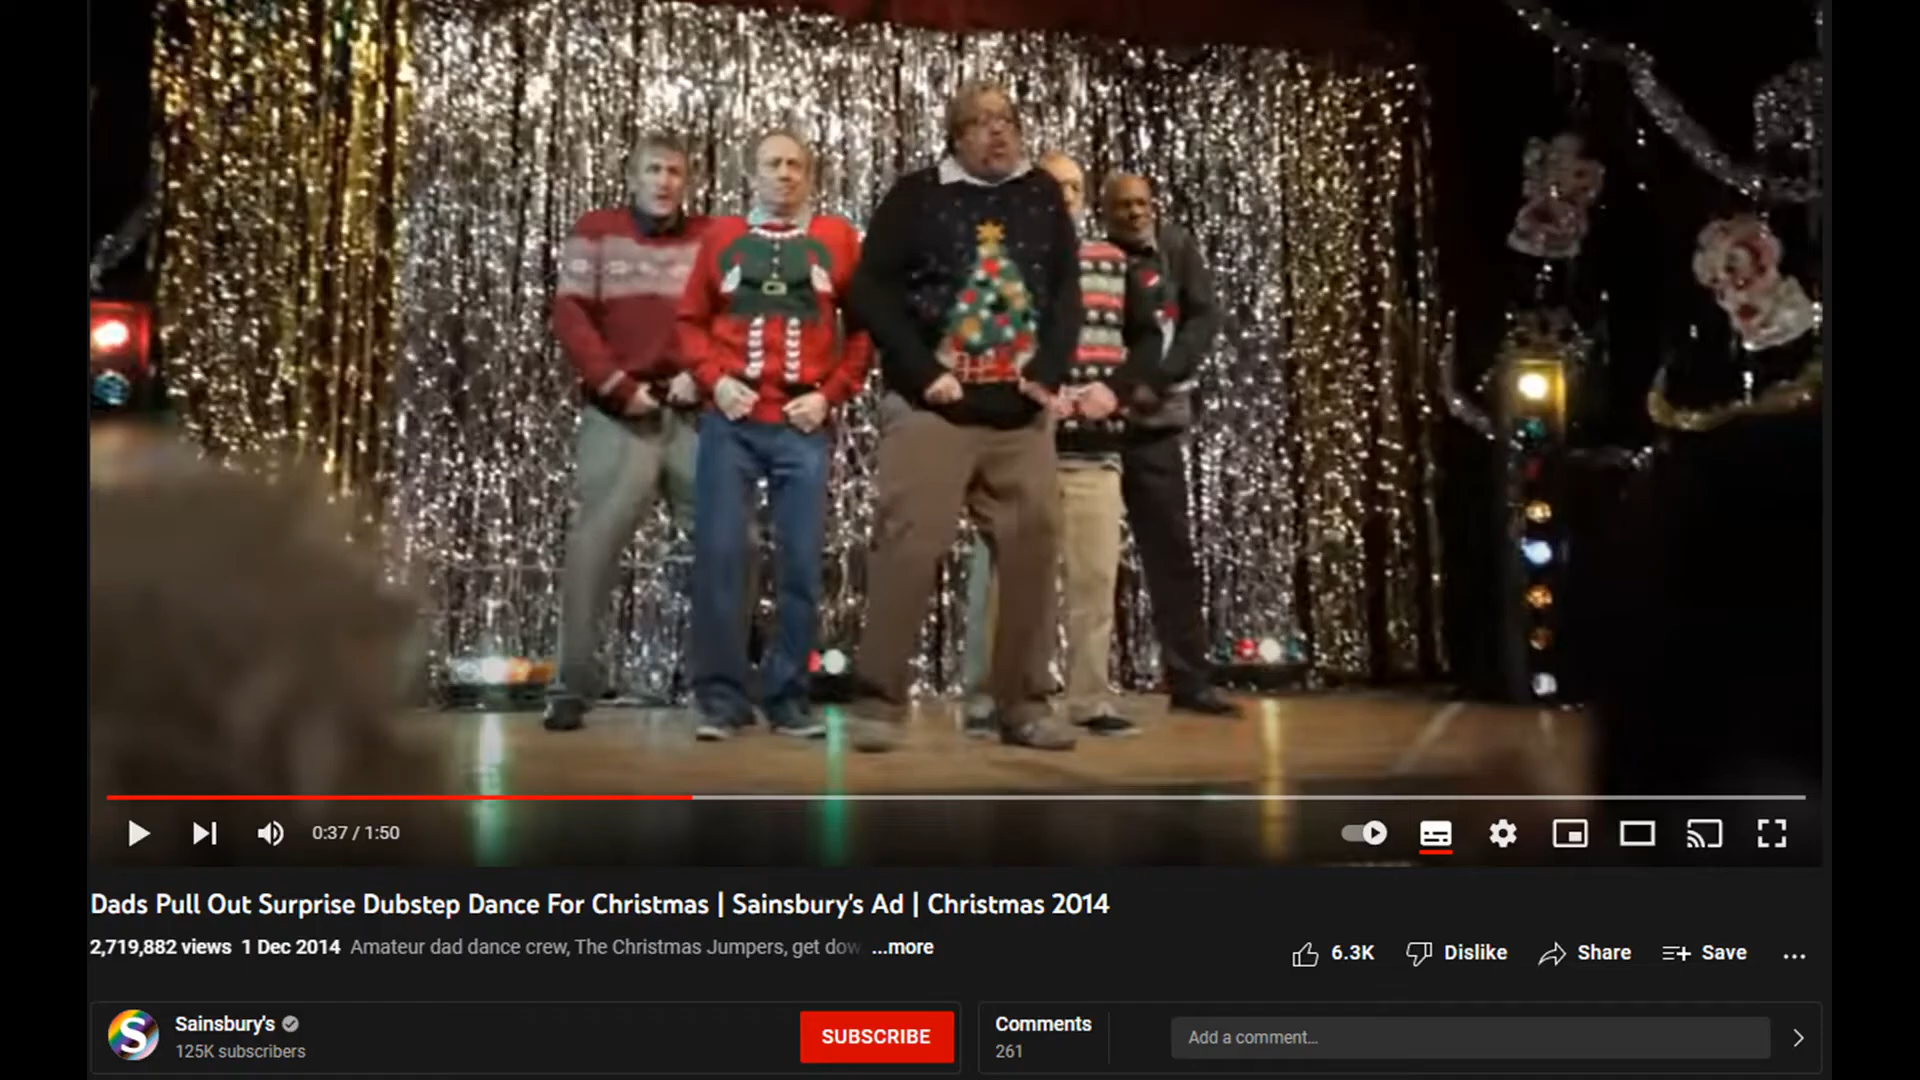 0:37 / 1:50
Dads Pull Out Surprise Dubstep Dance For Christmas | Sainsbury's Ad | Christmas 2014
2,719,882 views 1 Dec 2014 Amateur dad dance crew, The Christmas Jumpers, get dow ...more
6.3K Dislike Share Save ...
S
Sainsbury's
125K subscribers
SUBSCRIBE
Comments
261
Add a comment...